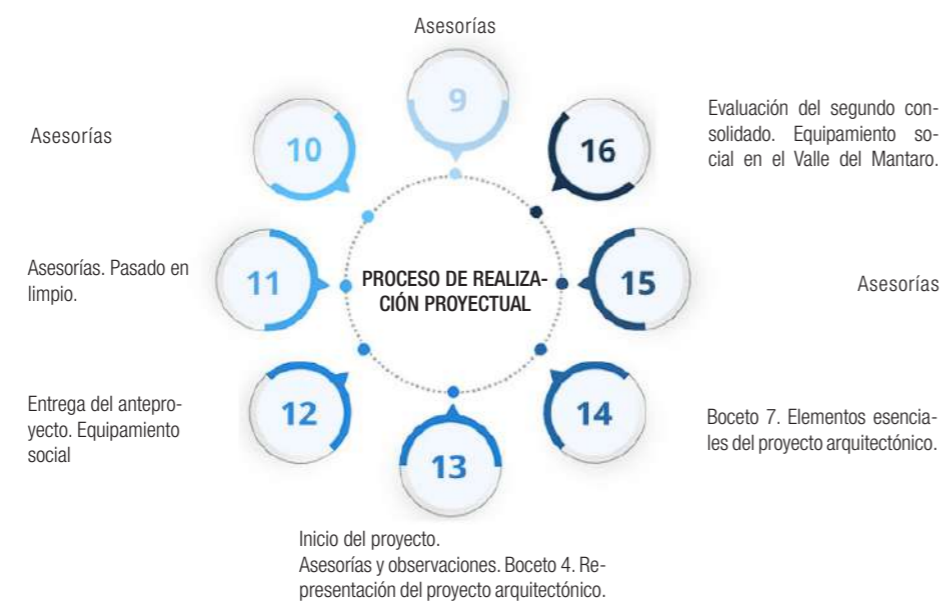 Asesorías
9
Asesorías
10
Asesorías. Pasado en
limpio.
11
Entrega del antepro-
yecto. Equipamiento
social
12
13
Inicio del proyecto.
Asesorías y observaciones. Boceto 4. Re-
presentación del proyecto arquitectónico.
14
Boceto 7. Elementos esencia-
les del proyecto arquitectónico.
15
Asesorías
16
Evaluación del segundo con-
solidado. Equipamiento so-
cial en el Valle del Mantaro.
PROCESO DE REALIZA-
CIÓN PROYECTUAL